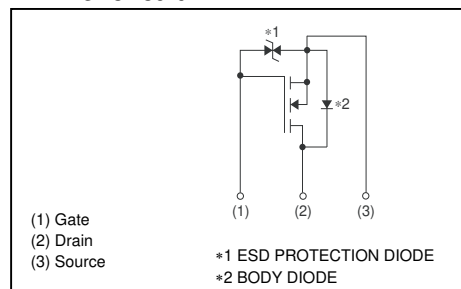 *1
*2
(1) (2) (3)
(1) Gate
(2) Drain
(3) Source
*1 ESD PROTECTION DIODE
*2 BODY DIODE